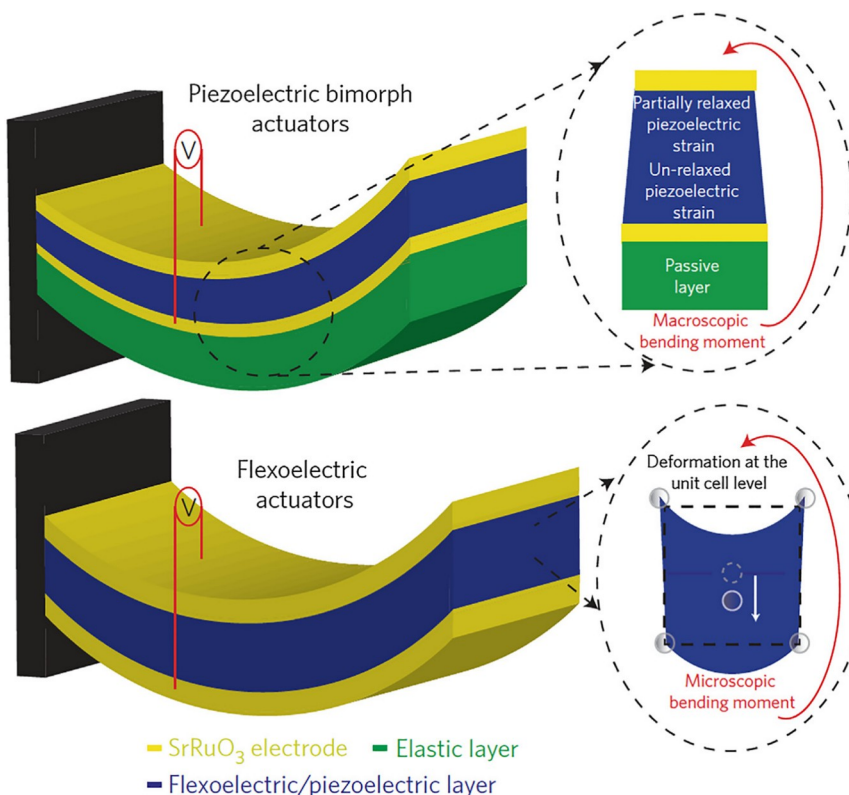 Piezoelectric bimorph
actuators
V
Partially relaxed
piezoelectric
strain
Un-relaxed
piezoelectric
strain
Passive
layer
Macroscopic
bending moment
Flexoelectric
actuators
V
Deformation at the
unit cell level
Microscopic
bending moment
SrRuO₃ electrode
Elastic layer
Flexoelectric/piezoelectric layer